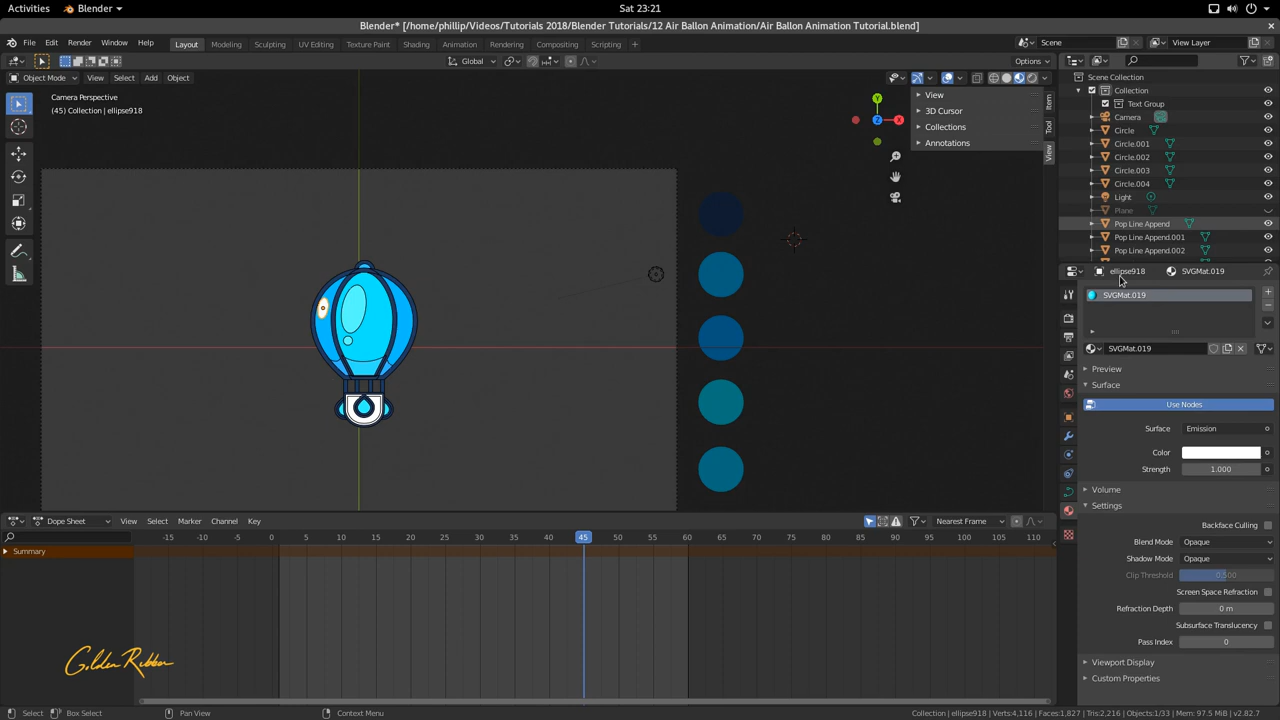 Activities Blender Sat 23:21
Blender* [/home/phillip/Videos/Tutorials 2018/Blender Tutorials/12 Air Ballon Animation/Air Ballon Animation Tutorial.blend]
File Edit Render Window Help Layout Modeling Sculpting UV Editing Texture Paint Shading Animation Rendering Compositing Scripting Scene View Layer
Global Options
Object Mode View Select Add Object
Scene Collection
Collection
Text Group
Camera
Circle
Circle.001
Circle.002
Circle.003
Circle.004
Light
Plane
Pop Line Append
Pop Line Append.001
Pop Line Append.002
Camera Perspective
(45) Collection | ellipse918
Y
Z
X
View
3D Cursor
Collections
Annotations
Item
Tool
View
ellipse918 SVGMat.019
SVGMat.019
SVGMat.019
Preview
Surface
Use Nodes
Surface Emission
Color
Strength 1.000
Volume
Settings
Backface Culling
Blend Mode Opaque
Shadow Mode Opaque
Clip Threshold 0.500
Screen Space Refraction
Refraction Depth 0 m
Subsurface Translucency
Pass Index 0
Viewport Display
Custom Properties
Dope Sheet View Select Marker Channel Key Nearest Frame
-15 -10 -5 0 5 10 15 20 25 30 35 40 45 50 55 60 65 70 75 80 85 90 95 100 105 110
Summary
Golden Ribbon
Select Box Select Pan View Context Menu Collection | ellipse918 | Verts:4,116 | Faces:1,827 | Tris:2,216 | Objects:1/33 | Mem: 97.5 MiB | v2.82.7